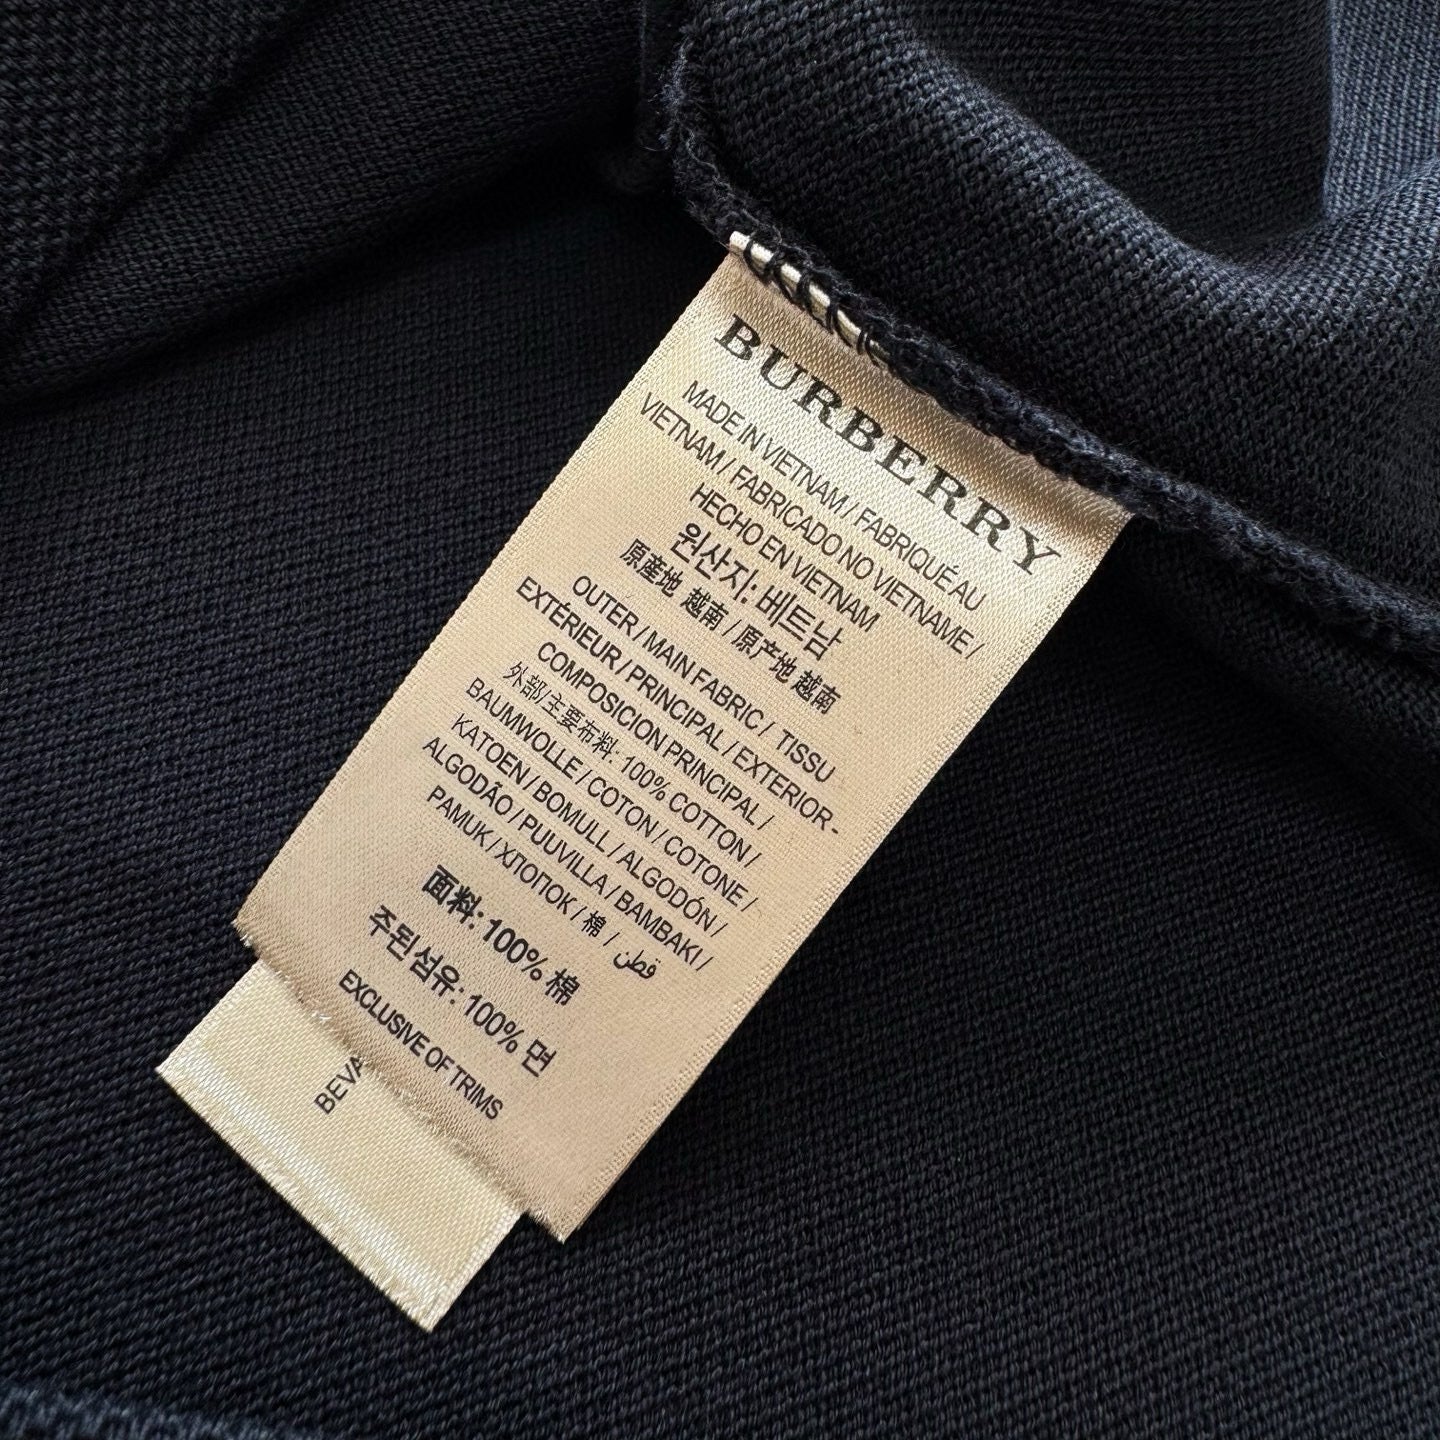 BURBERRY
MADE IN VIETNAM / FABRIQUÉ AU
VIETNAM / FABRICADO NO VIETNAME /
HECHO EN VIETNAM
원산지: 베트남
原産地 越南 / 原产地 越南
OUTER / MAIN FABRIC / TISSU
EXTÉRIEUR / PRINCIPAL / EXTERIOR-
COMPOSICION PRINCIPAL /
外部/主要布料: 100% COTTON /
BAUMWOLLE / COTON / COTONE /
KATOEN / BOMULL / ALGODÓN /
ALGODÃO / PUUVILLA / BAMBAKI /
PAMUK / ХЛОПОК / 棉 / قطن
面料: 100% 棉
주된섬유: 100% 면
EXCLUSIVE OF TRIMS
BEVA